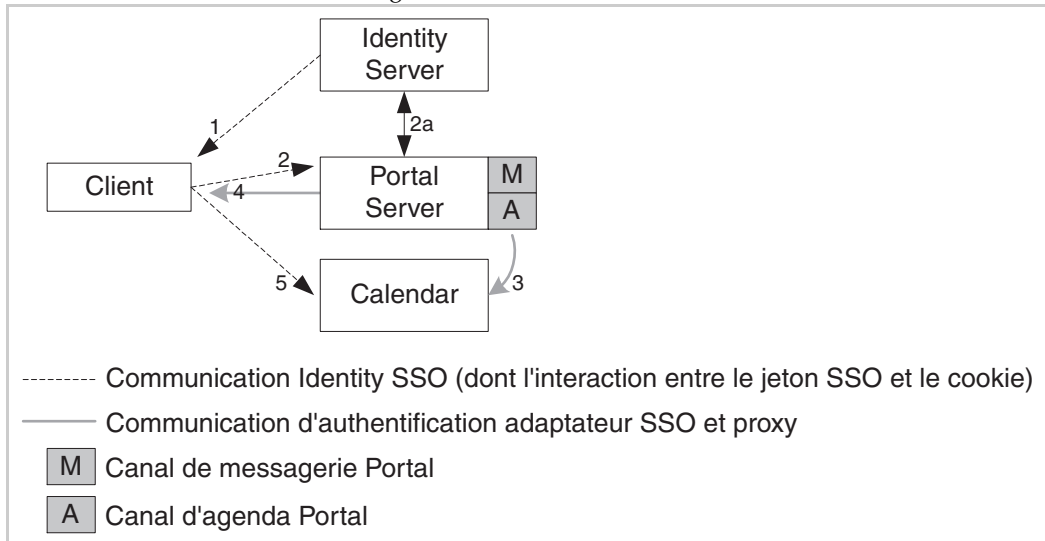 Identity
Server
1
2a
2
Client
4
Portal
Server
M
A
5
Calendar
3
Communication Identity SSO (dont l'interaction entre le jeton SSO et le cookie)
Communication d'authentification adaptateur SSO et proxy
M Canal de messagerie Portal
A Canal d'agenda Portal